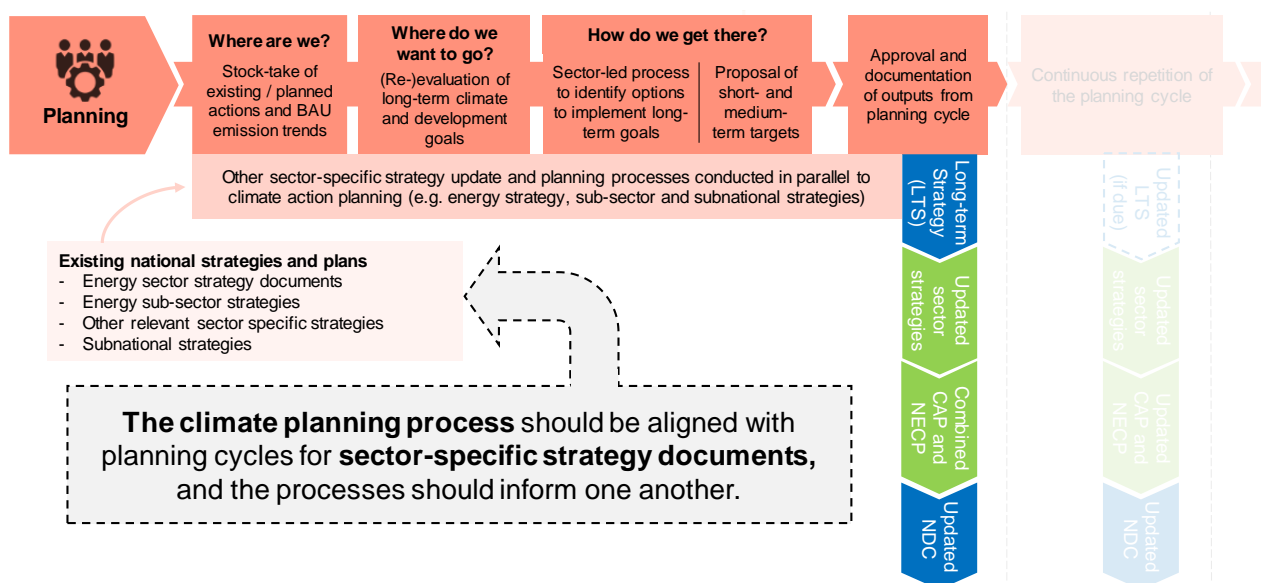 Planning
Where are we?
Stock-take of
existing / planned
actions and BAU
emission trends
Where do we
want to go?
(Re-)evaluation of
long-term climate
and development
goals
How do we get there?
Sector-led process
to identify options
to implement long-
term goals
Proposal of
short- and
medium-
term targets
Approval and
documentation
of outputs from
planning cycle
Continuous repetition of
the planning cycle
Other sector-specific strategy update and planning processes conducted in parallel to
climate action planning (e.g. energy strategy, sub-sector and subnational strategies)
Existing national strategies and plans
- Energy sector strategy documents
- Energy sub-sector strategies
- Other relevant sector specific strategies
- Subnational strategies
The climate planning process should be aligned with
planning cycles for sector-specific strategy documents,
and the processes should inform one another.
Long-term
Strategy
(LTS)
Updated
sector
strategies
Combined
CAP and
NECP
Updated
NDC
Updated
LTS
(if due)
Updated
sector
strategies
Updated
CAP and
NECP
Updated
NDC